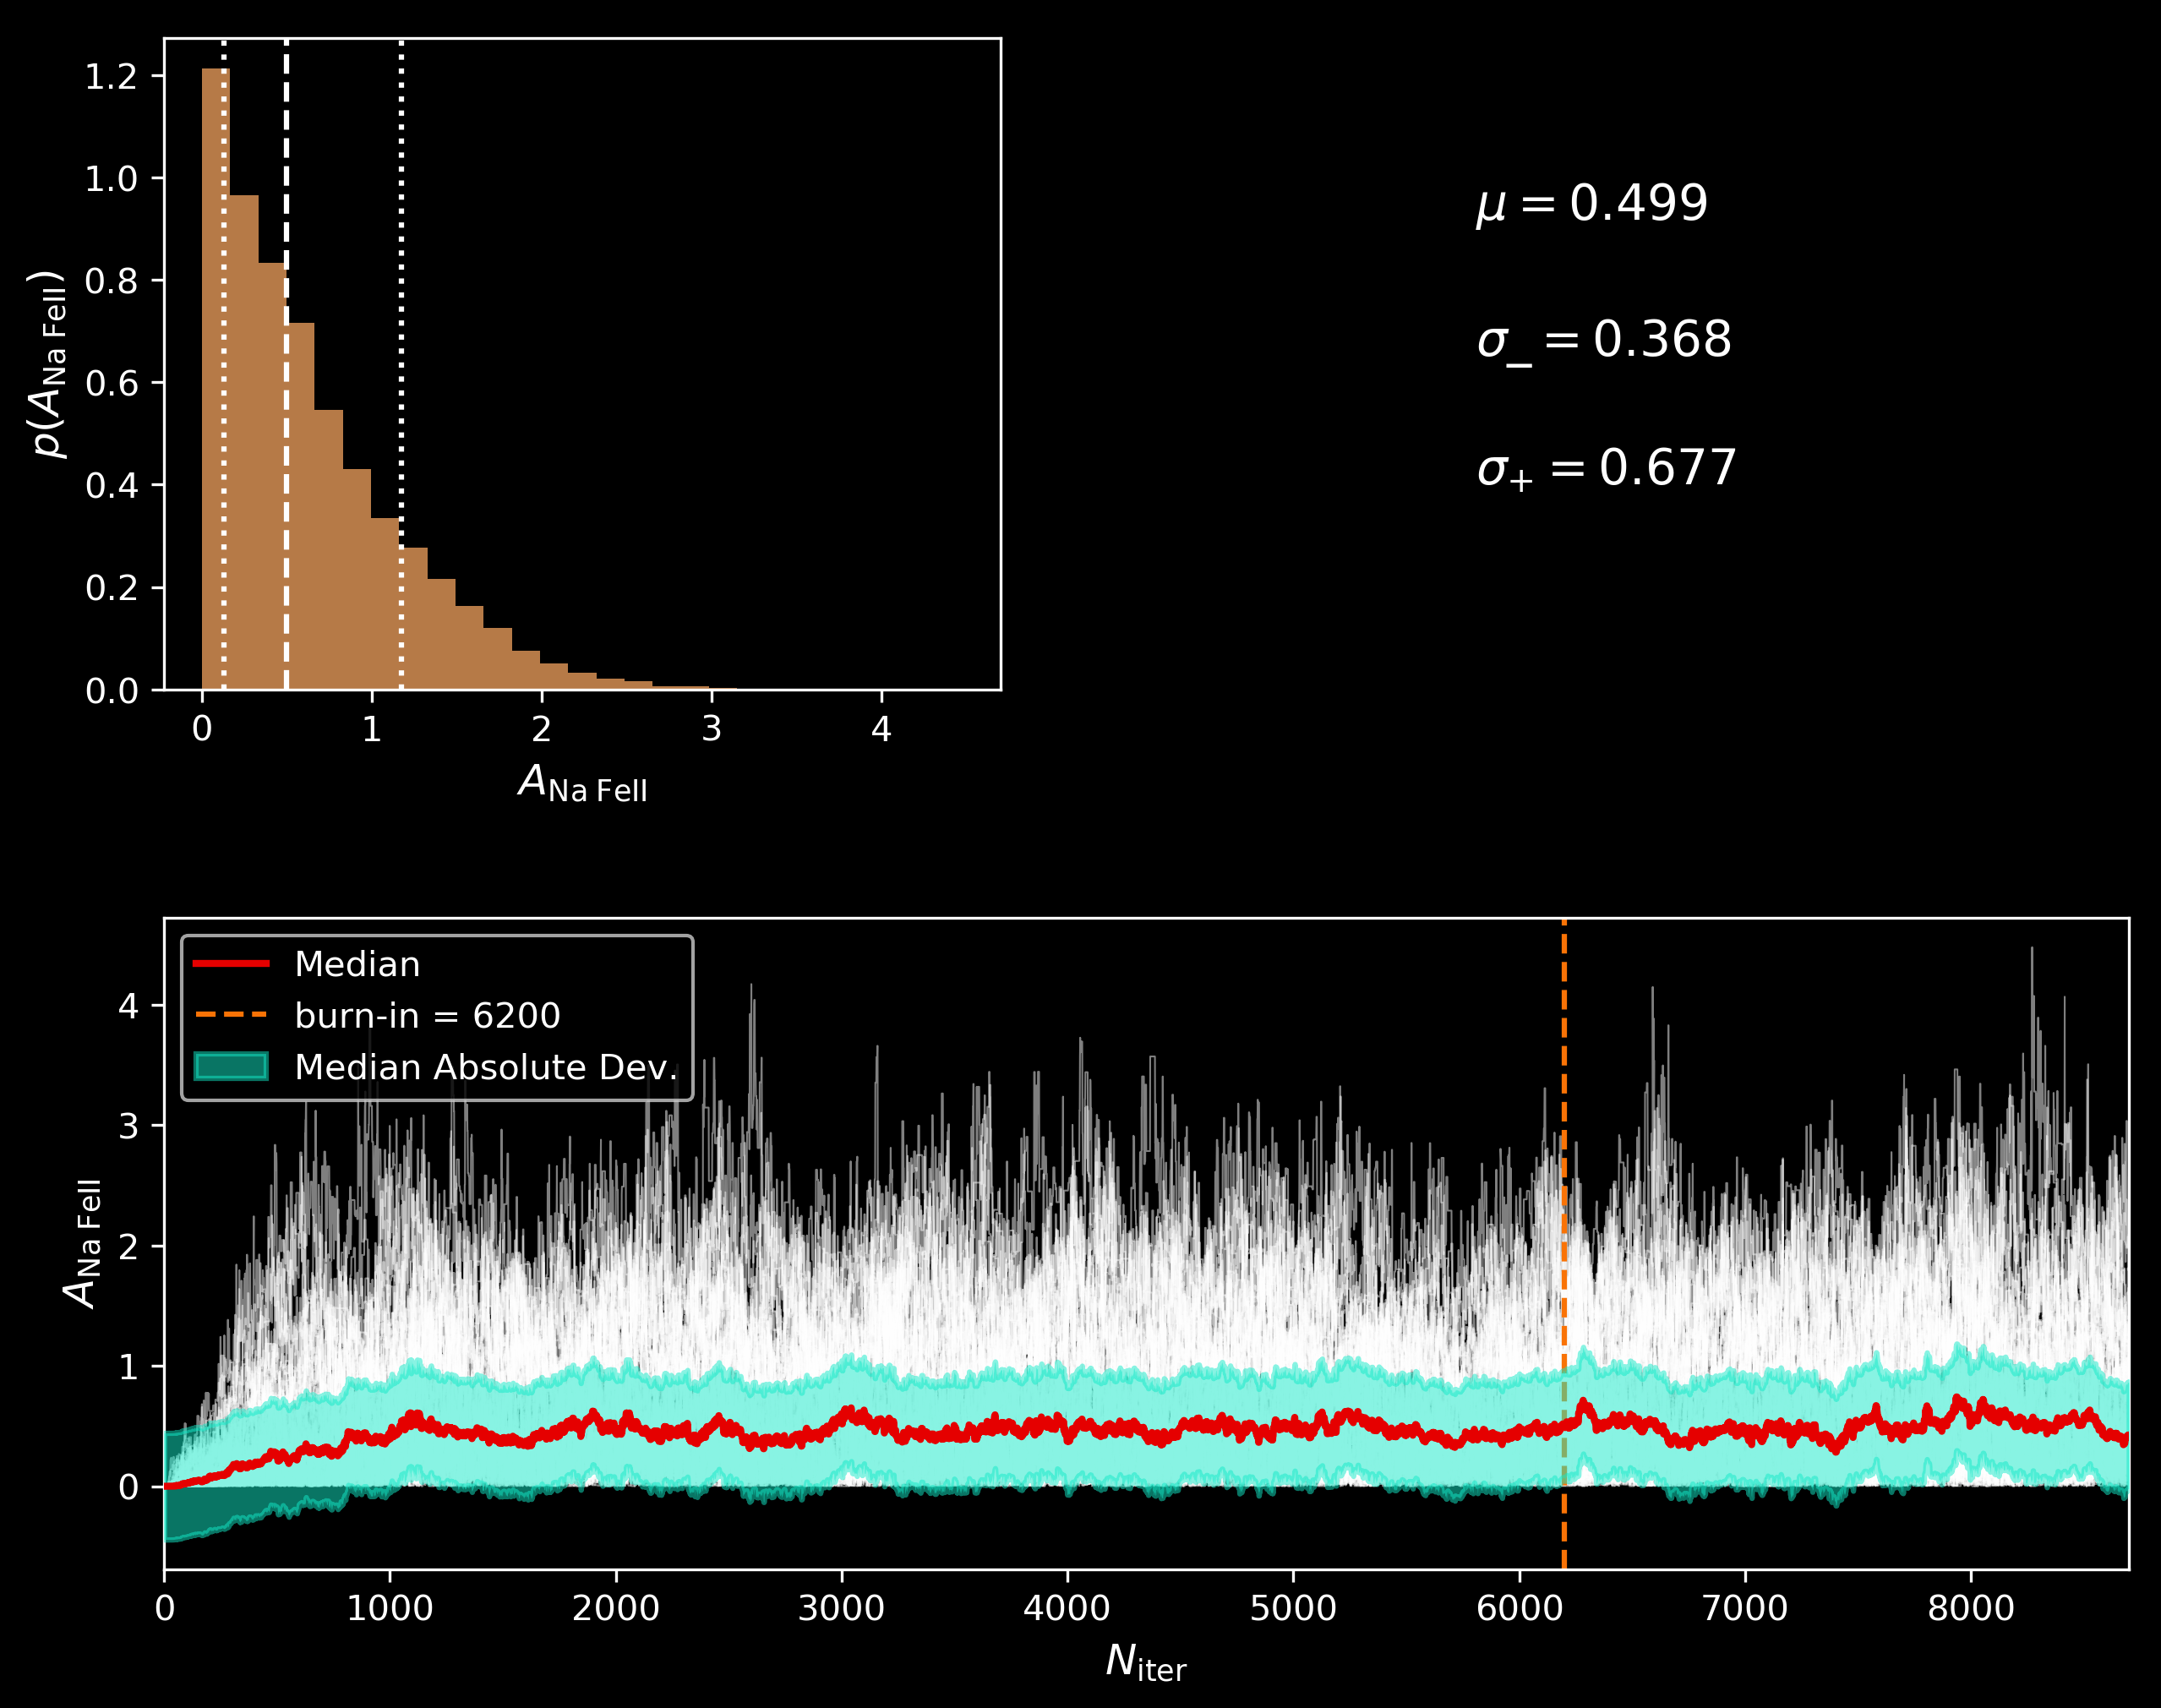 1.2
1.0
0.8
0.6
0.4
0.2
0.0
p(A_Na FeII)
0 1 2 3 4
A_Na FeII
μ = 0.499
σ_− = 0.368
σ_+ = 0.677
Median
burn-in = 6200
Median Absolute Dev.
4
3
2
1
0
A_Na FeII
0 1000 2000 3000 4000 5000 6000 7000 8000
N_iter